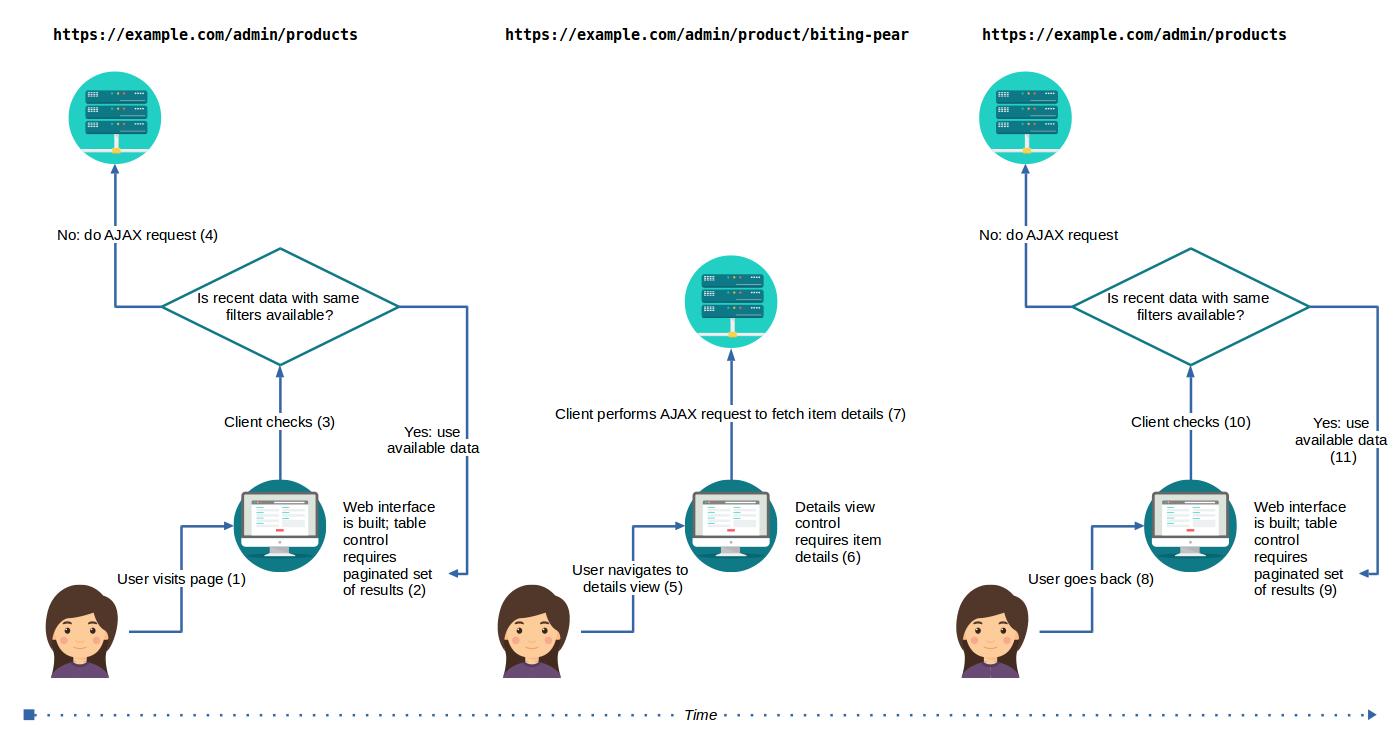 https://example.com/admin/products
https://example.com/admin/product/biting-pear
https://example.com/admin/products
No: do AJAX request (4)
Is recent data with same
filters available?
Client checks (3)
Yes: use
available data
Web interface
is built; table
control
requires
paginated set
of results (2)
User visits page (1)
Client performs AJAX request to fetch item details (7)
Details view
control
requires item
details (6)
User navigates to
details view (5)
No: do AJAX request
Is recent data with same
filters available?
Client checks (10)
Yes: use
available data
(11)
Web interface
is built; table
control
requires
paginated set
of results (9)
User goes back (8)
Time